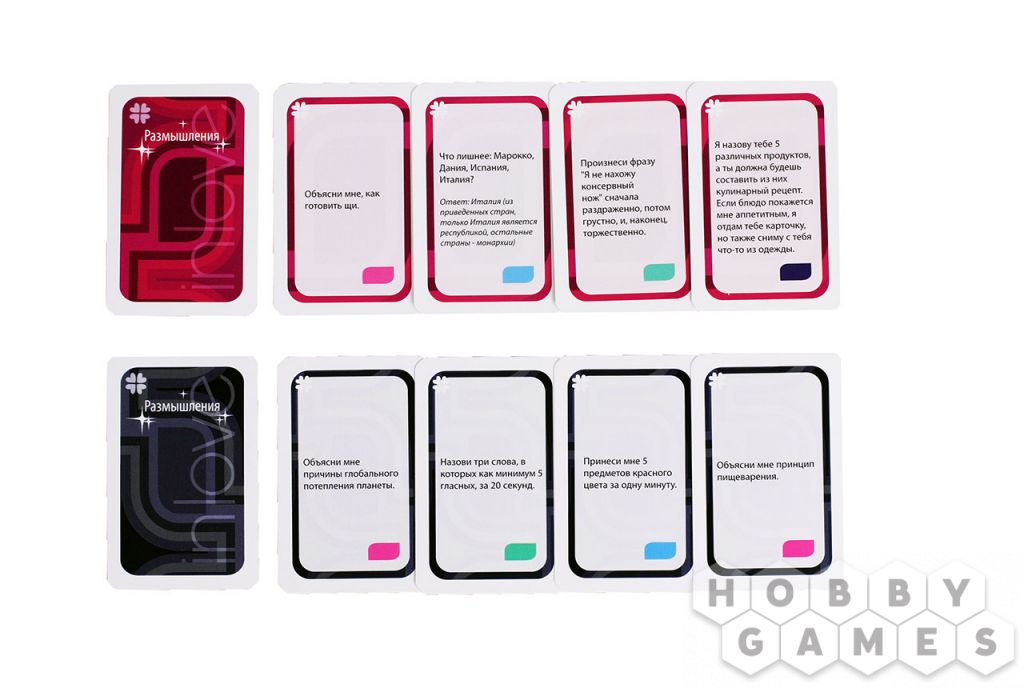 Размышления
inlove
Объясни мне, как
готовить щи.
Что лишнее: Марокко,
Дания, Испания,
Италия?
Ответ: Италия (из
приведенных стран,
только Италия является
республикой, остальные
страны - монархии)
Произнеси фразу
"Я не нахожу
консервный
нож" сначала
раздраженно, потом
грустно, и, наконец,
торжественно.
Я назову тебе 5
различных продуктов,
а ты должна будешь
составить из них
кулинарный рецепт.
Если блюдо покажется
мне аппетитным, я
отдам тебе карточку,
но также сниму с тебя
что-то из одежды.
Размышления
inlove
Объясни мне
причины глобального
потепления планеты.
Назови три слова, в
которых как минимум 5
гласных, за 20 секунд.
Принеси мне 5
предметов красного
цвета за одну минуту.
Объясни мне принцип
пищеварения.
HOBBY
GAMES